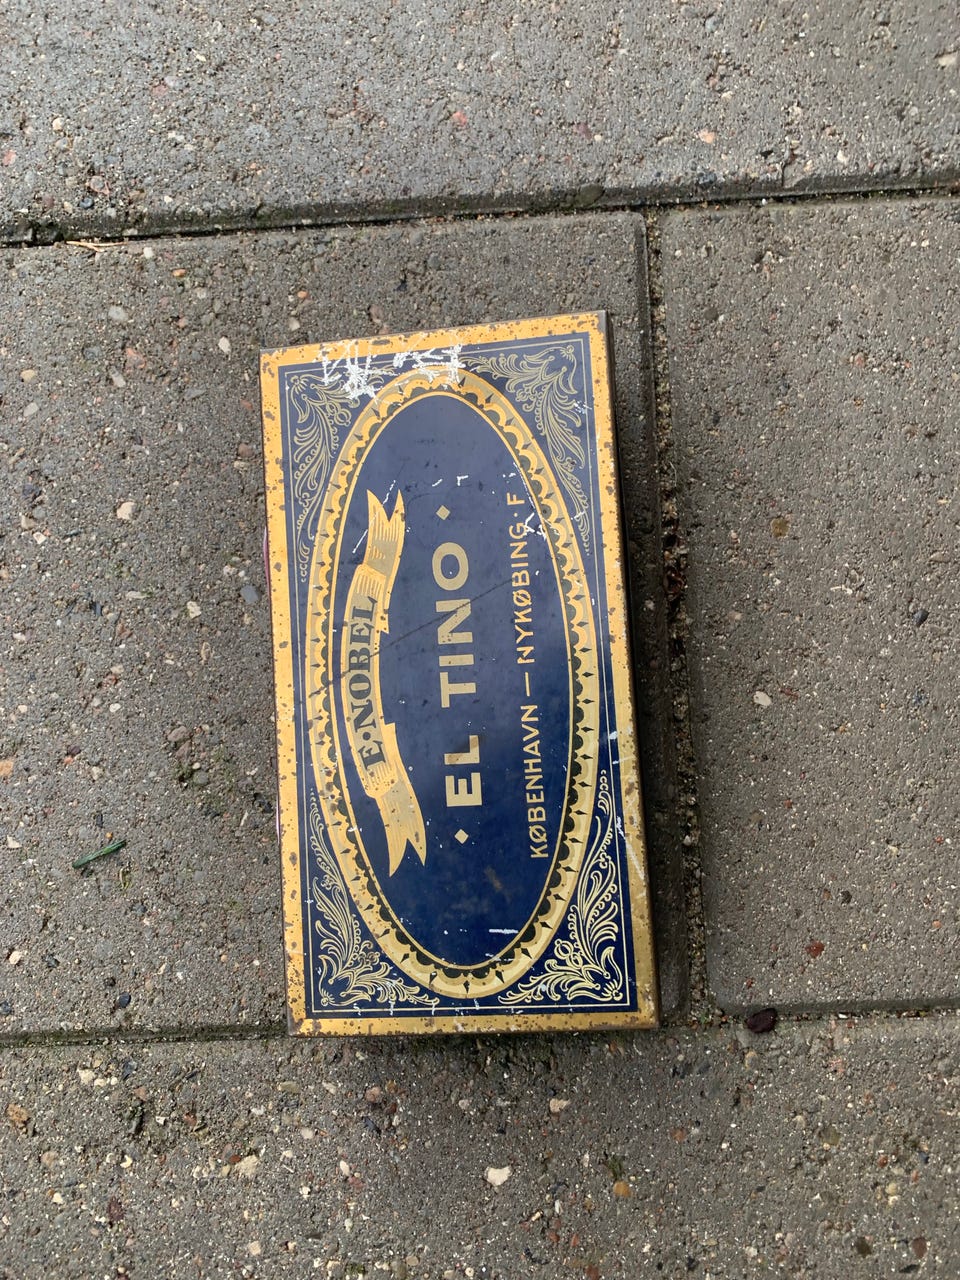 E·NOBEL
EL TINO
KØBENHAVN — NYKØBING·F